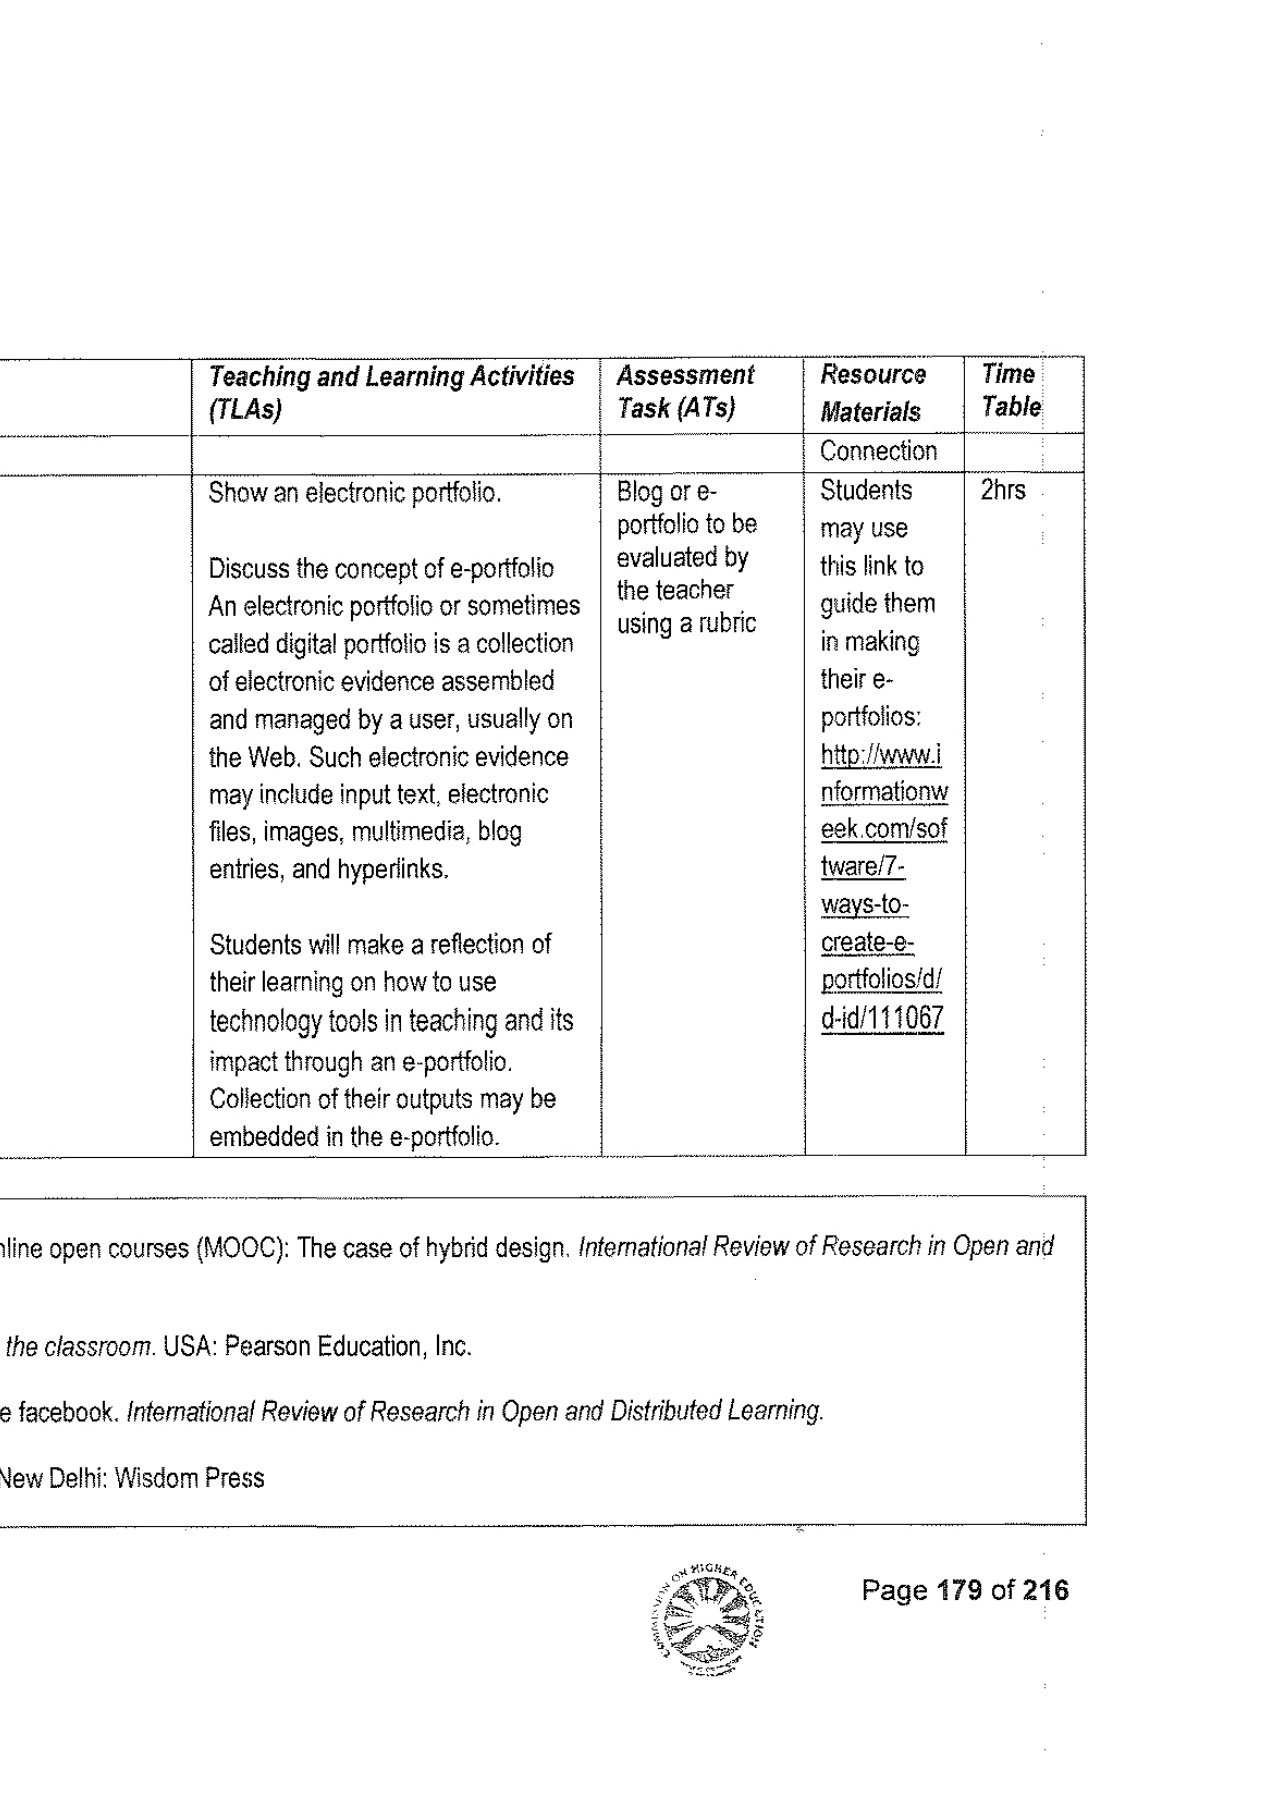 Teaching and Learning Activities
(TLAs)
Assessment
Task (ATs)
Resource
Materials
Time
Table
Connection
Show an electronic portfolio.
Discuss the concept of e-portfolio
An electronic portfolio or sometimes
called digital portfolio is a collection
of electronic evidence assembled
and managed by a user, usually on
the Web. Such electronic evidence
may include input text, electronic
files, images, multimedia, blog
entries, and hyperlinks.
Students will make a reflection of
their learning on how to use
technology tools in teaching and its
impact through an e-portfolio.
Collection of their outputs may be
embedded in the e-portfolio.
Blog or e-
portfolio to be
evaluated by
the teacher
using a rubric
Students
may use
this link to
guide them
in making
their e-
portfolios:
http://www.i
nformationw
eek.com/sof
tware/7-
ways-to-
create-e-
portfolios/d/
d-id/111067
2hrs
nline open courses (MOOC): The case of hybrid design. International Review of Research in Open and
the classroom. USA: Pearson Education, Inc.
e facebook. International Review of Research in Open and Distributed Learning.
New Delhi: Wisdom Press
COMMISSION ON HIGHER EDUCATION
Page 179 of 216